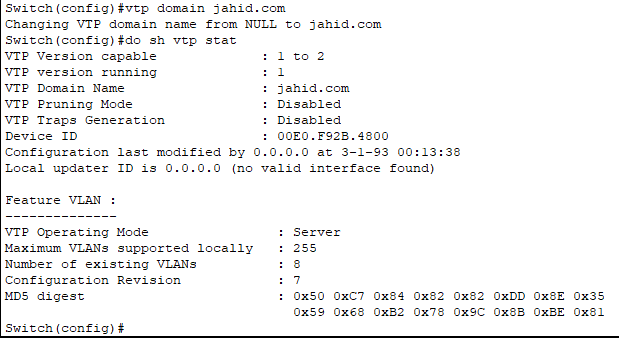 Switch(config)#vtp domain jahid.com
Changing VTP domain name from NULL to jahid.com
Switch(config)#do sh vtp stat
VTP Version capable : 1 to 2
VTP version running : 1
VTP Domain Name : jahid.com
VTP Pruning Mode : Disabled
VTP Traps Generation : Disabled
Device ID : 00E0.F92B.4800
Configuration last modified by 0.0.0.0 at 3-1-93 00:13:38
Local updater ID is 0.0.0.0 (no valid interface found)
Feature VLAN :
--------------
VTP Operating Mode : Server
Maximum VLANs supported locally : 255
Number of existing VLANs : 8
Configuration Revision : 7
MD5 digest : 0x50 0xC7 0x84 0x82 0x82 0xDD 0x8E 0x35
0x59 0x68 0xB2 0x78 0x9C 0x8B 0xBE 0x81
Switch(config)#